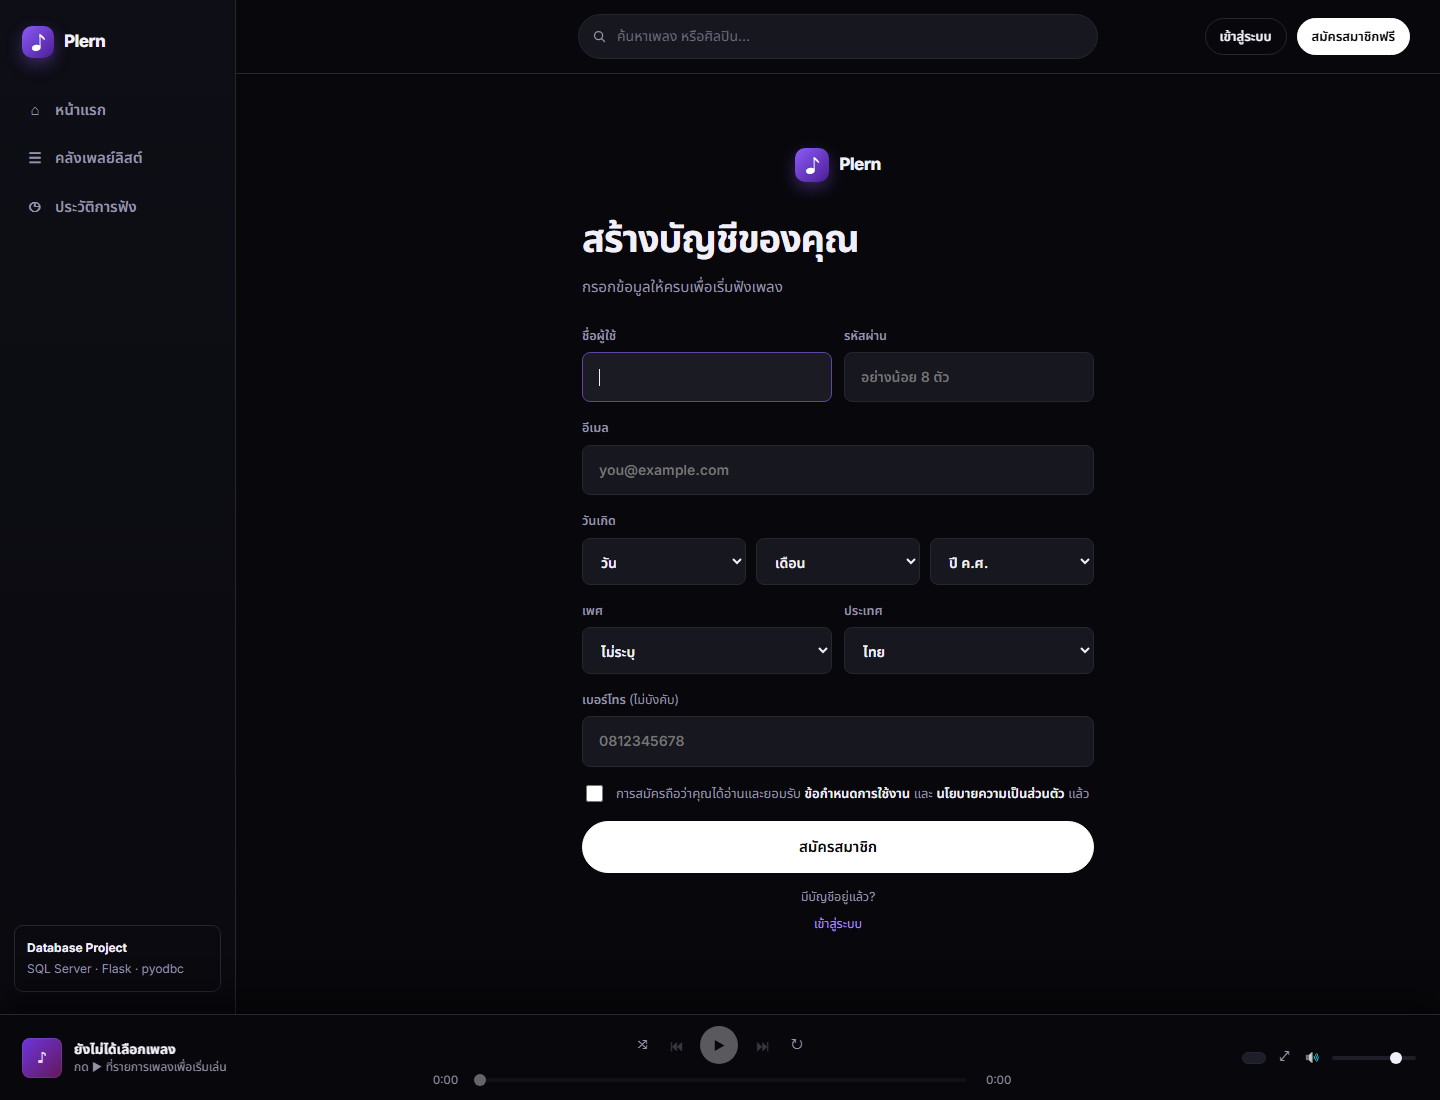 Plern
ค้นหาเพลง หรือศิลปิน...
เข้าสู่ระบบ
สมัครสมาชิกฟรี
หน้าแรก
คลังเพลย์ลิสต์
ประวัติการฟัง
Plern
สร้างบัญชีของคุณ
กรอกข้อมูลให้ครบเพื่อเริ่มฟังเพลง
ชื่อผู้ใช้
รหัสผ่าน
อย่างน้อย 8 ตัว
อีเมล
you@example.com
วันเกิด
วัน
เดือน
ปี ค.ศ.
เพศ
ประเทศ
ไม่ระบุ
ไทย
เบอร์โทร (ไม่บังคับ)
0812345678
การสมัครถือว่าคุณได้อ่านและยอมรับ ข้อกำหนดการใช้งาน และ นโยบายความเป็นส่วนตัว แล้ว
สมัครสมาชิก
มีบัญชีอยู่แล้ว?
เข้าสู่ระบบ
Database Project
SQL Server · Flask · pyodbc
ยังไม่ได้เลือกเพลง
กด ▶ ที่รายการเพลงเพื่อเริ่มเล่น
0:00
0:00